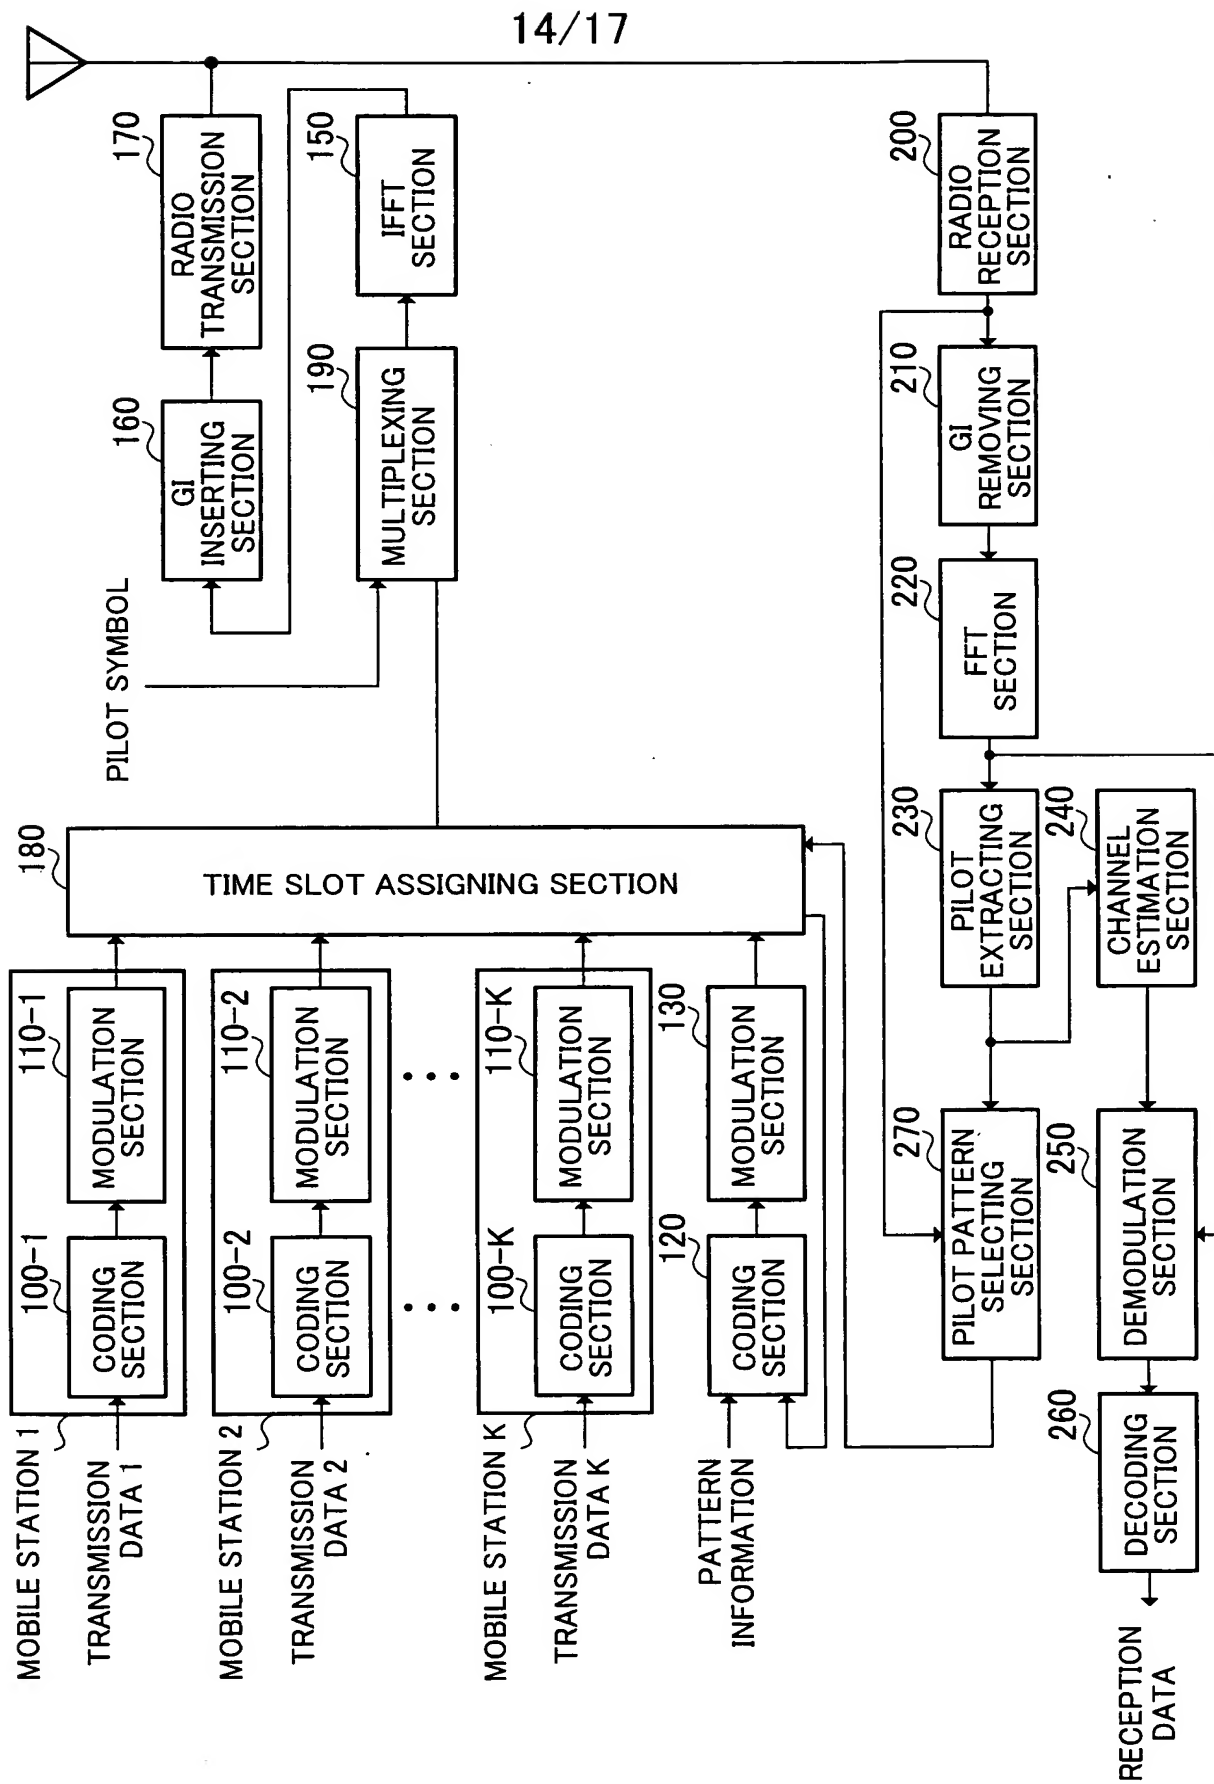 14/17
MOBILE STATION 1
TRANSMISSION
DATA 1
100-1
CODING
SECTION
110-1
MODULATION
SECTION
MOBILE STATION 2
TRANSMISSION
DATA 2
100-2
CODING
SECTION
110-2
MODULATION
SECTION
MOBILE STATION K
TRANSMISSION
DATA K
100-K
CODING
SECTION
110-K
MODULATION
SECTION
PATTERN
INFORMATION
120
CODING
SECTION
130
MODULATION
SECTION
180
TIME SLOT ASSIGNING SECTION
PILOT SYMBOL
190
MULTIPLEXING
SECTION
150
IFFT
SECTION
160
GI
INSERTING
SECTION
170
RADIO
TRANSMISSION
SECTION
200
RADIO
RECEPTION
SECTION
210
GI
REMOVING
SECTION
220
FFT
SECTION
230
PILOT
EXTRACTING
SECTION
240
CHANNEL
ESTIMATION
SECTION
270
PILOT PATTERN
SELECTING
SECTION
250
DEMODULATION
SECTION
260
DECODING
SECTION
RECEPTION
DATA